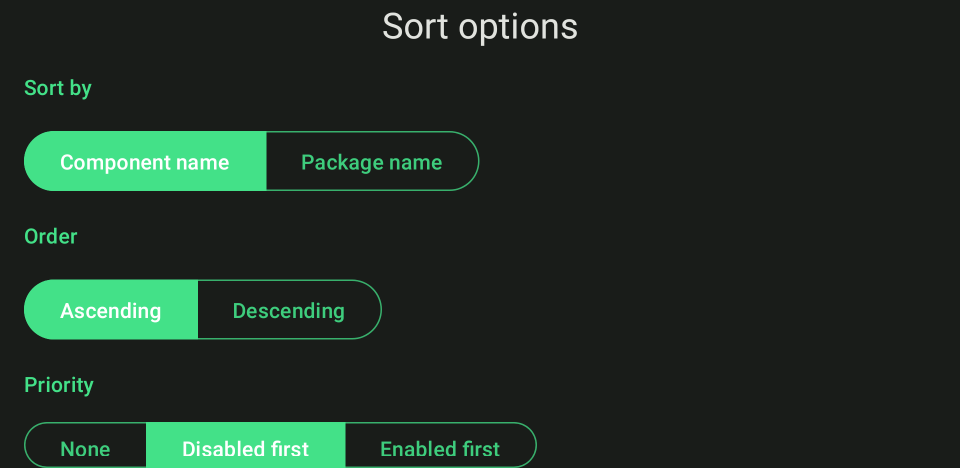 Sort options
Sort by
Component name Package name
Order
Ascending Descending
Priority
None Disabled first Enabled first